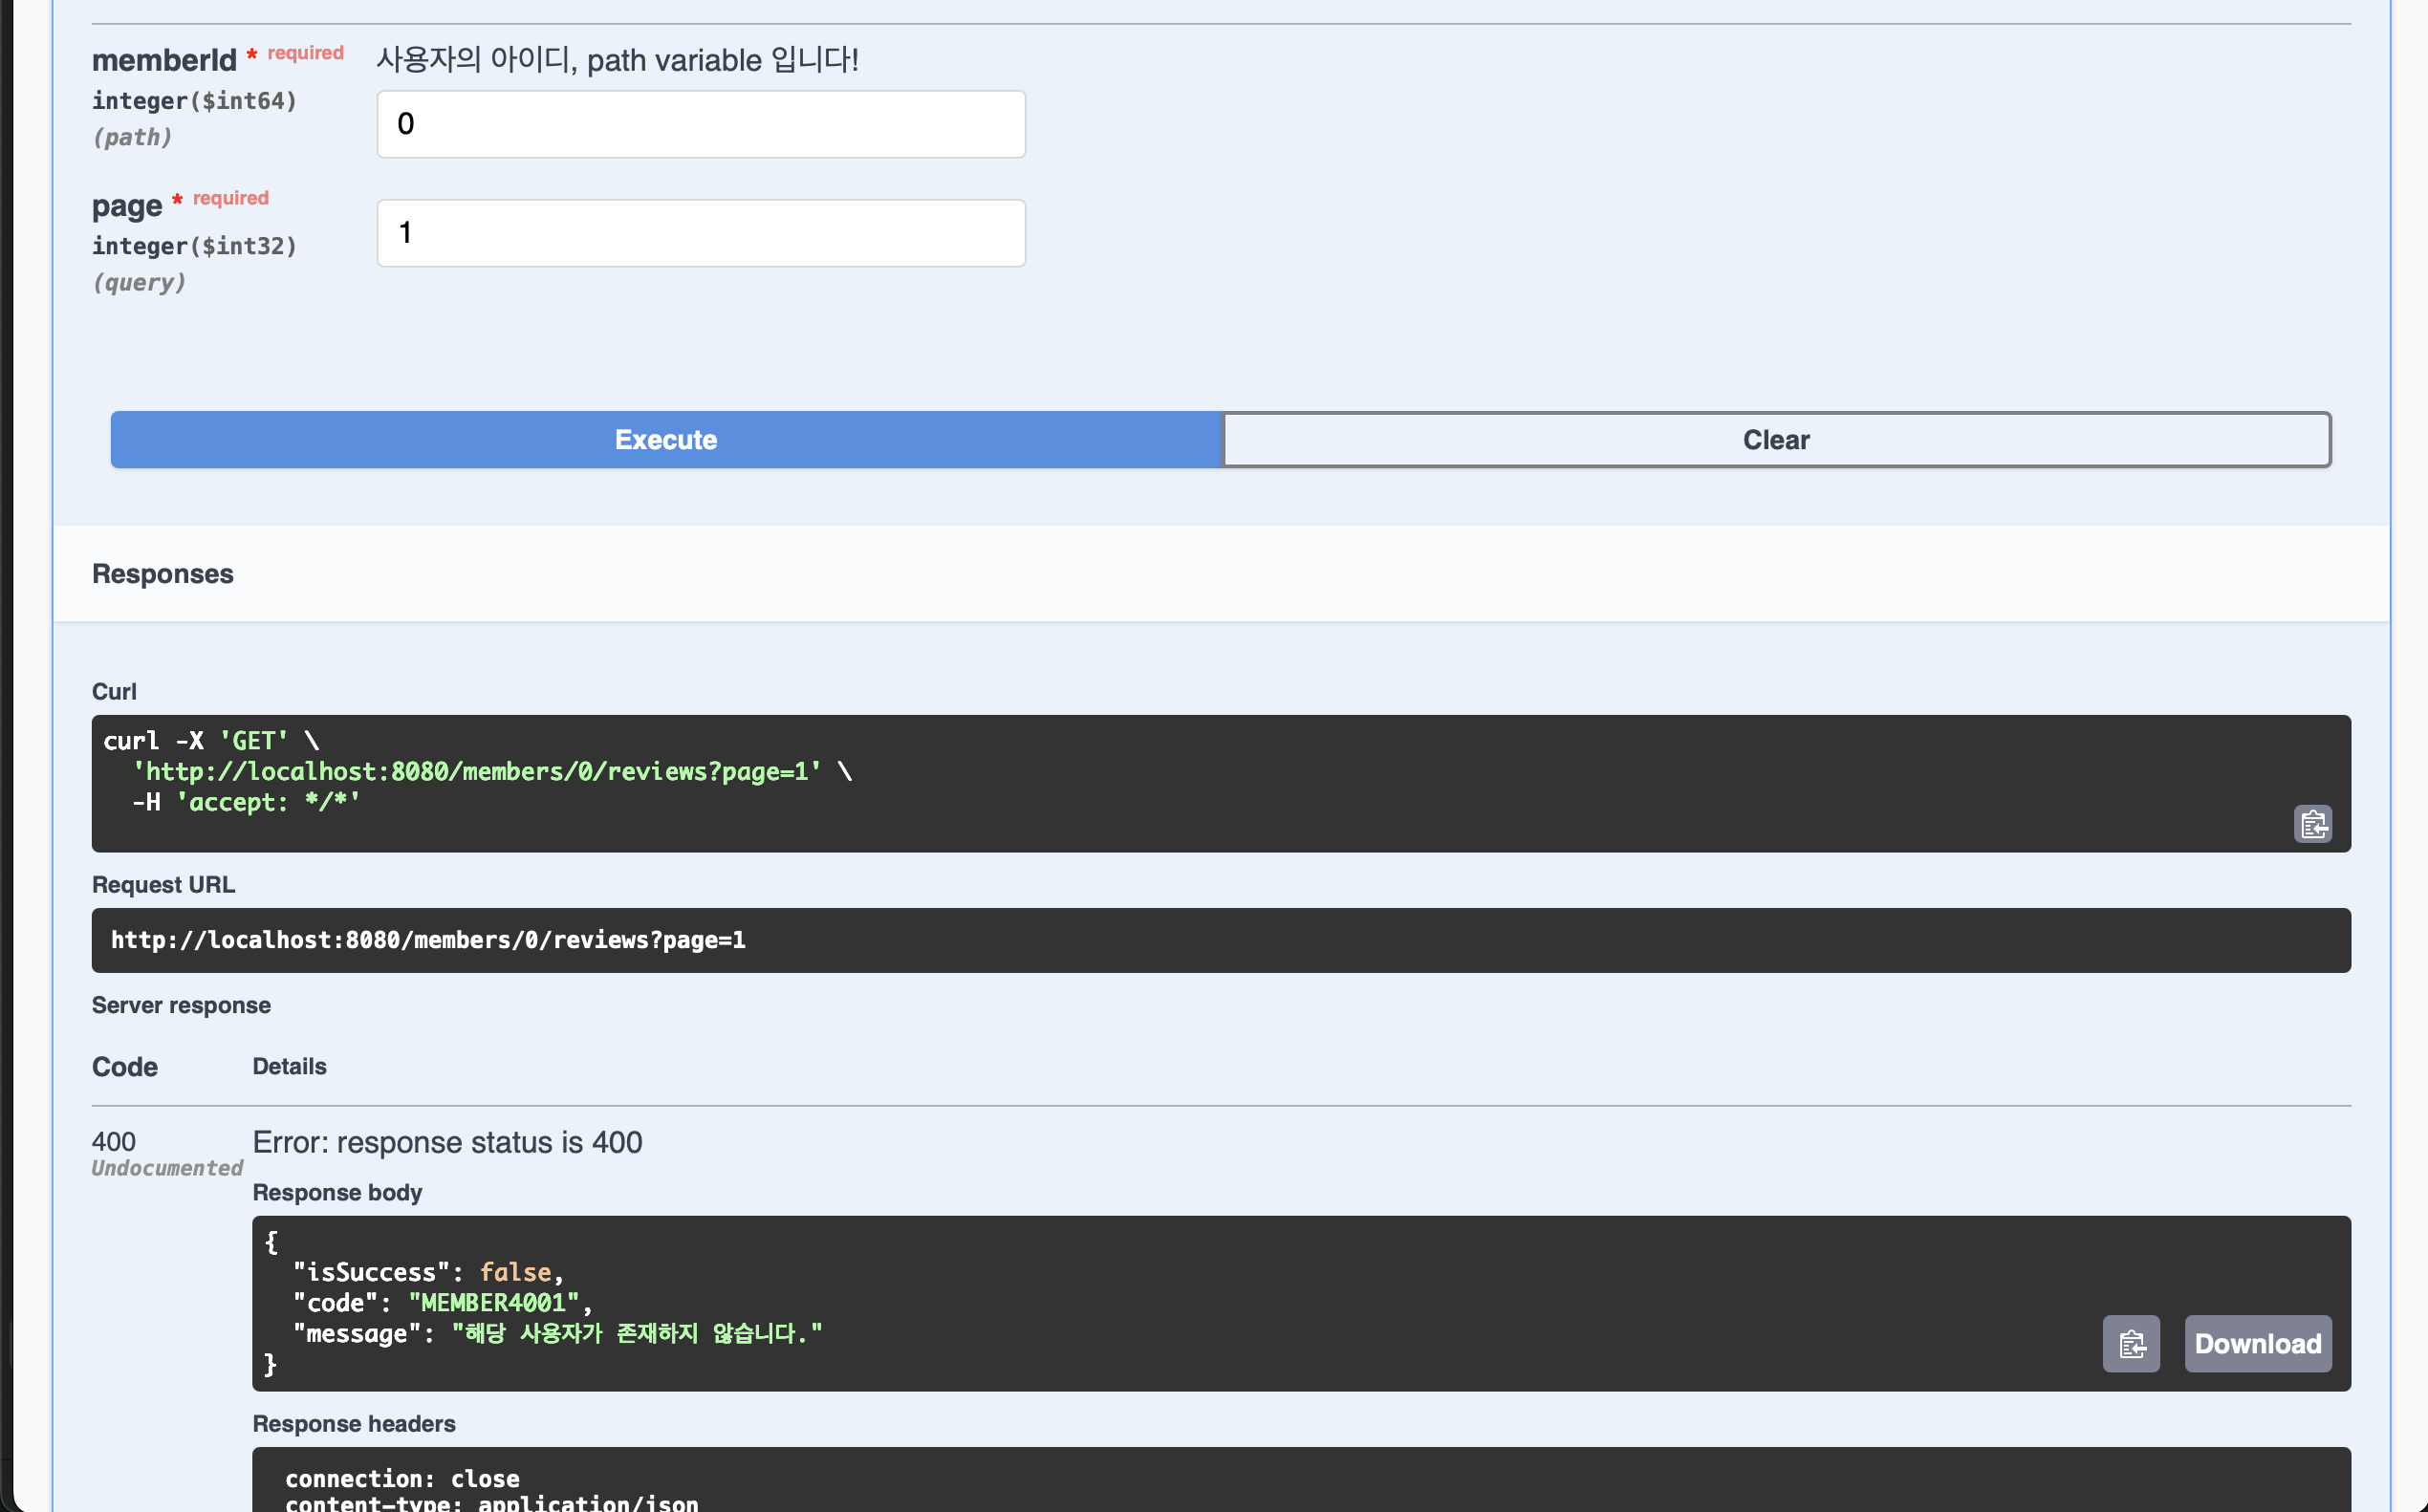 memberId * required
사용자의 아이디, path variable 입니다!
integer($int64)
(path)
0
page * required
integer($int32)
(query)
1
Execute
Clear
Responses
Curl
curl -X 'GET' \
  'http://localhost:8080/members/0/reviews?page=1' \
  -H 'accept: */*'
Request URL
http://localhost:8080/members/0/reviews?page=1
Server response
Code Details
400 Error: response status is 400
Undocumented
Response body
{
  "isSuccess": false,
  "code": "MEMBER4001",
  "message": "해당 사용자가 존재하지 않습니다."
}
Download
Response headers
connection: close
content-type: application/json